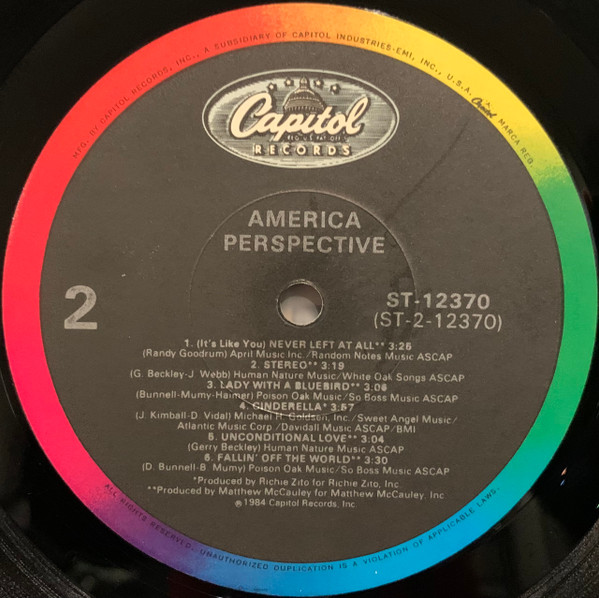 MFG. BY CAPITOL RECORDS, INC., A SUBSIDIARY OF CAPITOL INDUSTRIES-EMI, INC., U.S.A. Capitol MARCA REG.
Capitol
RECORDS
AMERICA
PERSPECTIVE
2
ST-12370
(ST-2-12370)
1. (It's Like You) NEVER LEFT AT ALL** 3:25
(Randy Goodrum) April Music Inc./Random Notes Music ASCAP
2. STEREO** 3:19
(G. Beckley-J. Webb) Human Nature Music/White Oak Songs ASCAP
3. LADY WITH A BLUEBIRD** 3:06
(Bunnell-Mumy-Haimer) Poison Oak Music/So Boss Music ASCAP
4. CINDERELLA* 3:57
(J. Kimball-D. Vidal) Michael H. Goldsen, Inc./Sweet Angel Music/
Atlantic Music Corp./Davidall Music ASCAP/BMI
5. UNCONDITIONAL LOVE** 3:04
(Gerry Beckley) Human Nature Music ASCAP
6. FALLIN' OFF THE WORLD** 3:30
(D. Bunnell-B. Mumy) Poison Oak Music/So Boss Music ASCAP
*Produced by Richie Zito for Richie Zito, Inc.
**Produced by Matthew McCauley for Matthew McCauley, Inc.
℗1984 Capitol Records, Inc.
ALL RIGHTS RESERVED. UNAUTHORIZED DUPLICATION IS A VIOLATION OF APPLICABLE LAWS.